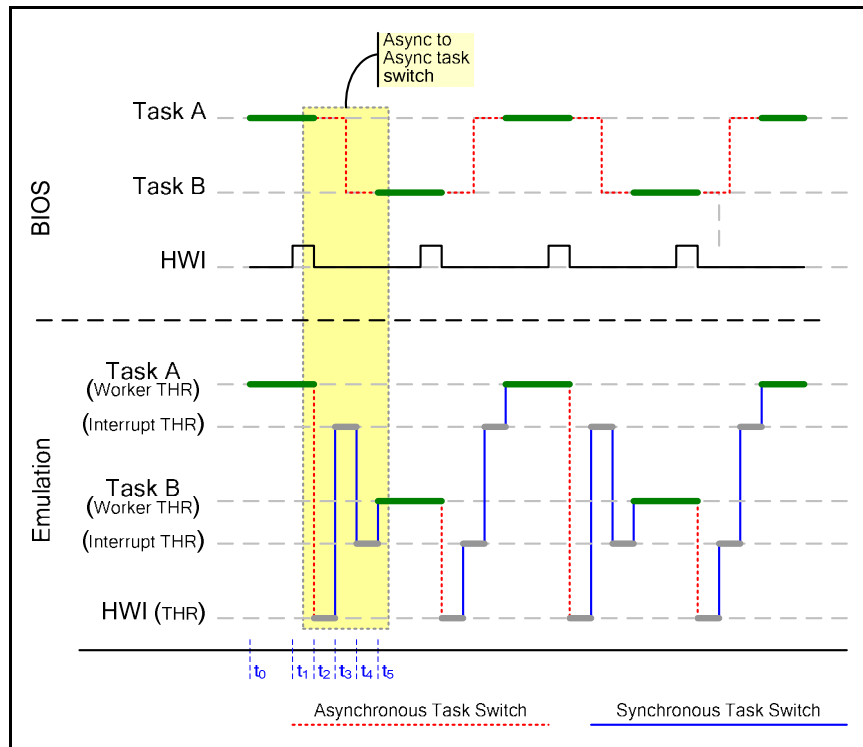 Async to
Async task
switch
Task A
Task B
HWI
BIOS
Task A
(Worker THR)
(Interrupt THR)
Task B
(Worker THR)
(Interrupt THR)
HWI (THR)
Emulation
t0 t1 t2 t3 t4 t5
Asynchronous Task Switch
Synchronous Task Switch